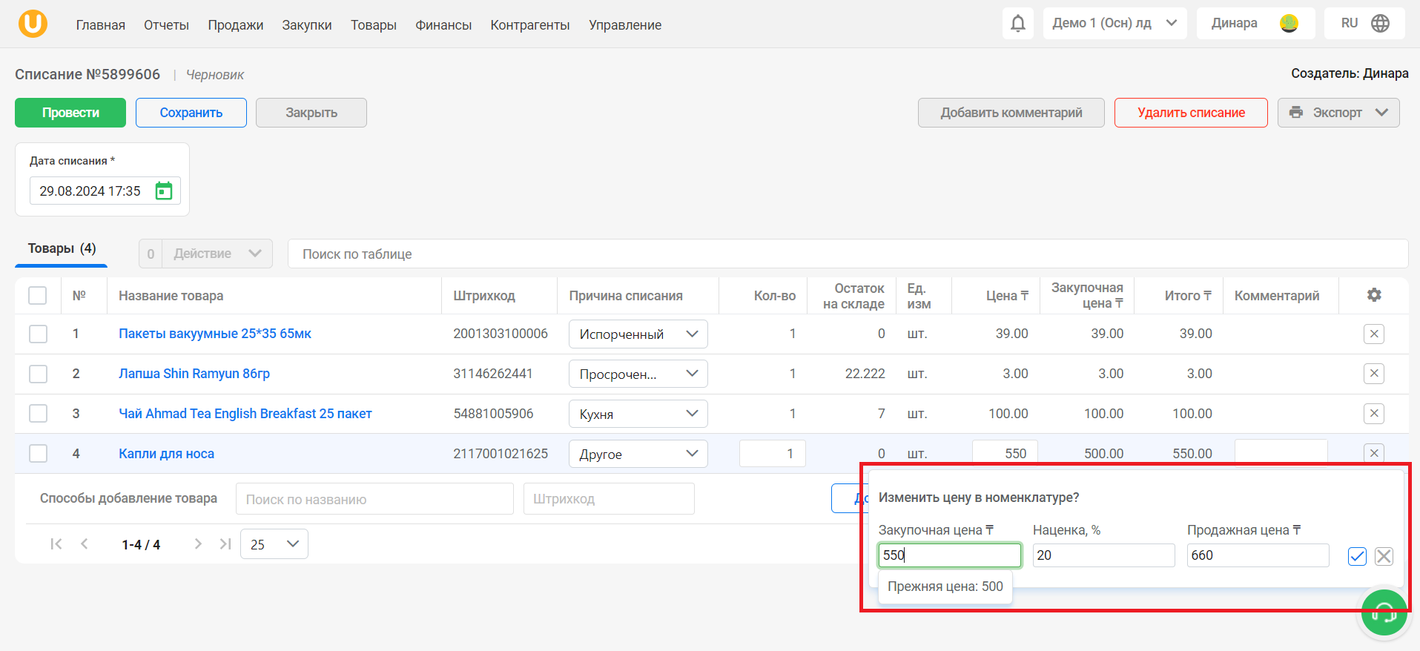 Главная Отчеты Продажи Закупки Товары Финансы Контрагенты Управление Демо 1 (Осн) лд Динара RU
Списание №5899606 | Черновик Создатель: Динара
Провести Сохранить Закрыть Добавить комментарий Удалить списание Экспорт
Дата списания *
29.08.2024 17:35
Товары (4) 0 Действие Поиск по таблице
№ Название товара Штрихкод Причина списания Кол-во Остаток на складе Ед. изм Цена ₸ Закупочная цена ₸ Итого ₸ Комментарий
1 Пакеты вакуумные 25*35 65мк 2001303100006 Испорченный 1 0 шт. 39.00 39.00 39.00
2 Лапша Shin Ramyun 86гр 31146262441 Просрочен... 1 22.222 шт. 3.00 3.00 3.00
3 Чай Ahmad Tea English Breakfast 25 пакет 54881005906 Кухня 1 7 шт. 100.00 100.00 100.00
4 Капли для носа 2117001021625 Другое 1 0 шт. 550 500.00 550.00
Способы добавление товара Поиск по названию Штрихкод
Изменить цену в номенклатуре?
Закупочная цена ₸ Наценка, % Продажная цена ₸
550 20 660
Прежняя цена: 500
1-4 / 4 25